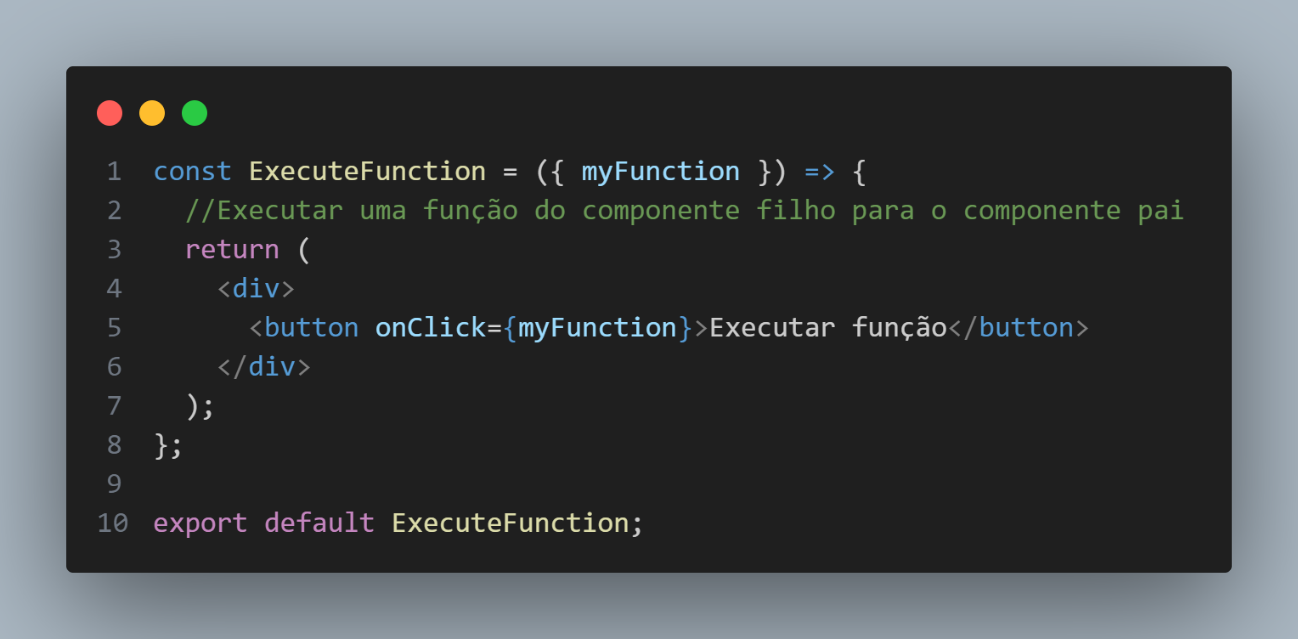 1 const ExecuteFunction = ({ myFunction }) => {
2 //Executar uma função do componente filho para o componente pai
3 return (
4 <div>
5 <button onClick={myFunction}>Executar função</button>
6 </div>
7 );
8 };
9
10 export default ExecuteFunction;